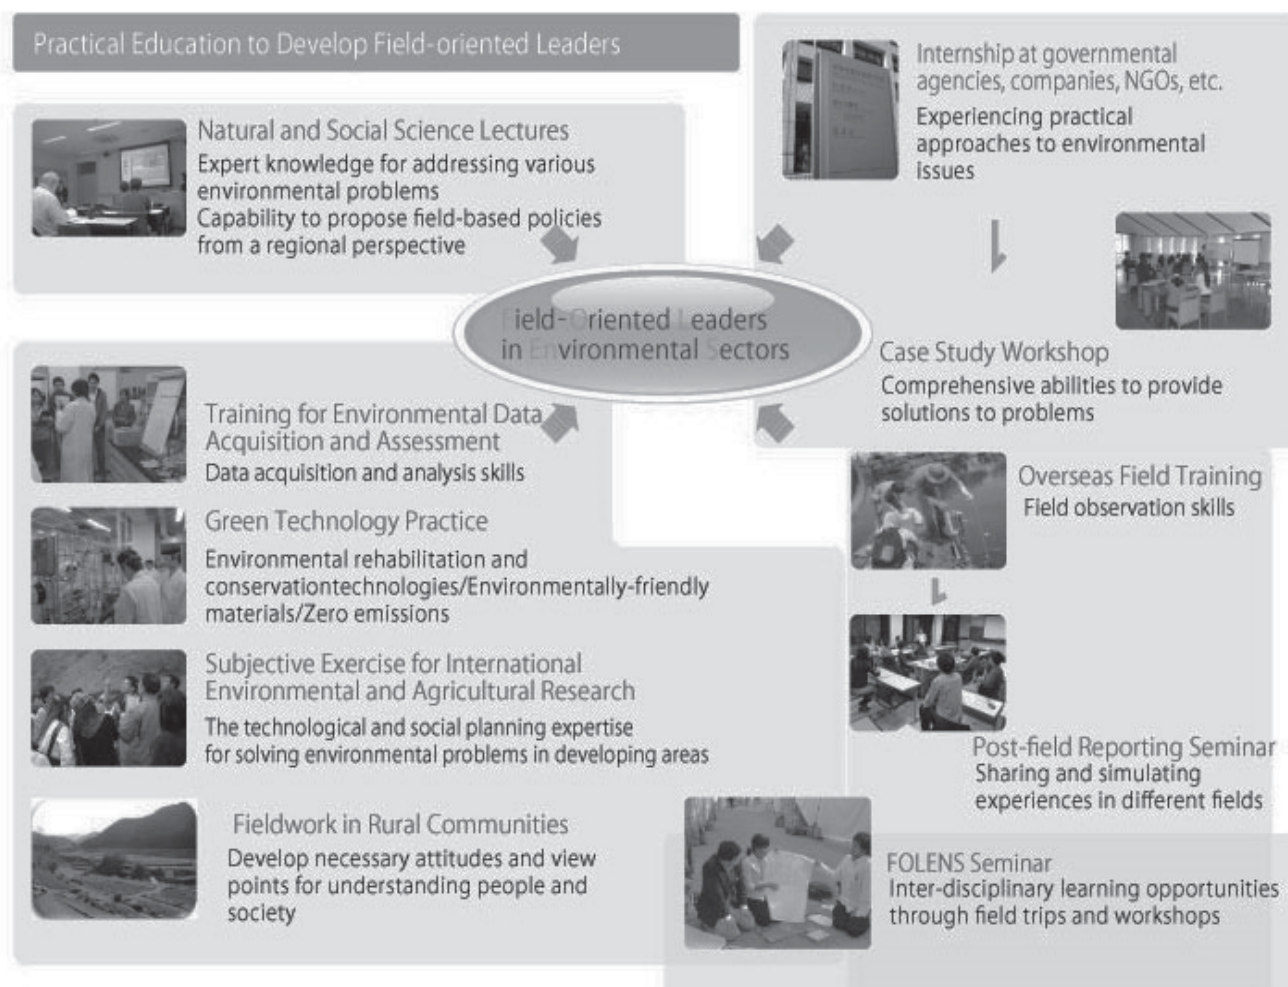 Practical Education to Develop Field-oriented Leaders
Natural and Social Science Lectures
Expert knowledge for addressing various
environmental problems
Capability to propose field-based policies
from a regional perspective
Internship at governmental
agencies, companies, NGOs, etc.
Experiencing practical
approaches to environmental
issues
Field-Oriented Leaders
in Environmental Sectors
Case Study Workshop
Comprehensive abilities to provide
solutions to problems
Training for Environmental Data
Acquisition and Assessment
Data acquisition and analysis skills
Green Technology Practice
Environmental rehabilitation and
conservationtechnologies/Environmentally-friendly
materials/Zero emissions
Subjective Exercise for International
Environmental and Agricultural Research
The technological and social planning expertise
for solving environmental problems in developing areas
Fieldwork in Rural Communities
Develop necessary attitudes and view
points for understanding people and
society
Overseas Field Training
Field observation skills
Post-field Reporting Seminar
Sharing and simulating
experiences in different fields
FOLENS Seminar
Inter-disciplinary learning opportunities
through field trips and workshops